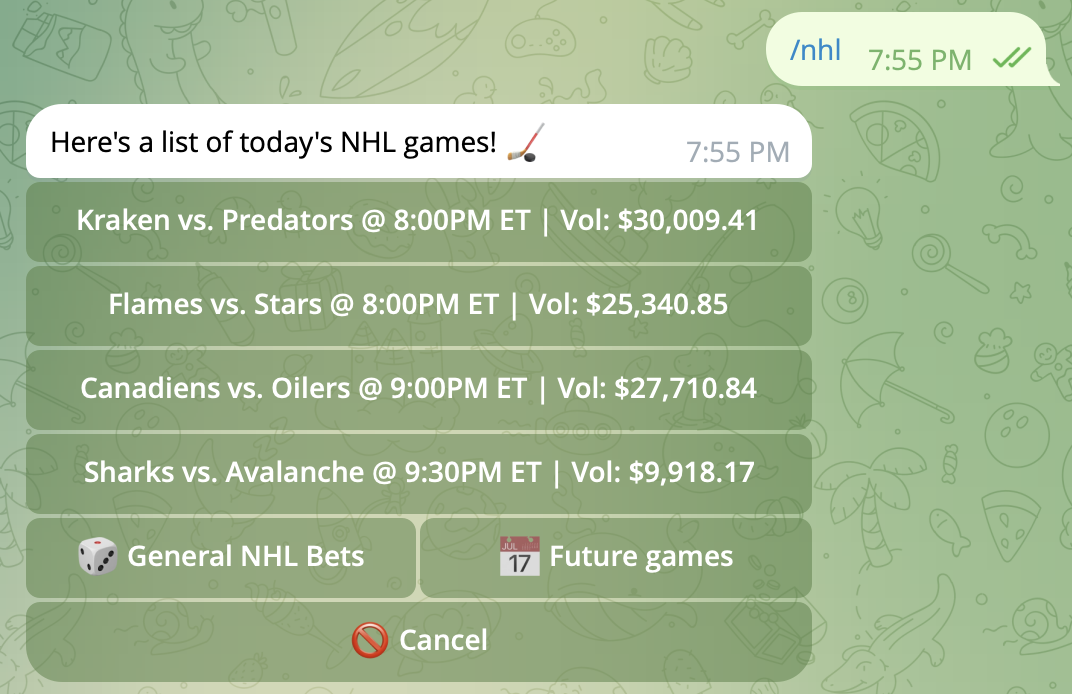 /nhl 7:55 PM
Here's a list of today's NHL games! 7:55 PM
Kraken vs. Predators @ 8:00PM ET | Vol: $30,009.41
Flames vs. Stars @ 8:00PM ET | Vol: $25,340.85
Canadiens vs. Oilers @ 9:00PM ET | Vol: $27,710.84
Sharks vs. Avalanche @ 9:30PM ET | Vol: $9,918.17
General NHL Bets
JUL
17
Future games
Cancel